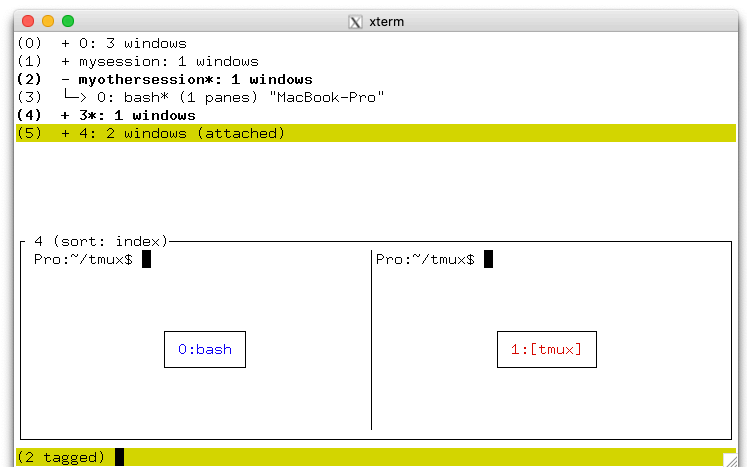 xterm
(0) + 0: 3 windows
(1) + mysession: 1 windows
(2) - myothersession*: 1 windows
(3) └─> 0: bash* (1 panes) "MacBook-Pro"
(4) + 3*: 1 windows
(5) + 4: 2 windows (attached)
4 (sort: index)
Pro:~/tmux$ Pro:~/tmux$
0:bash 1:[tmux]
(2 tagged)